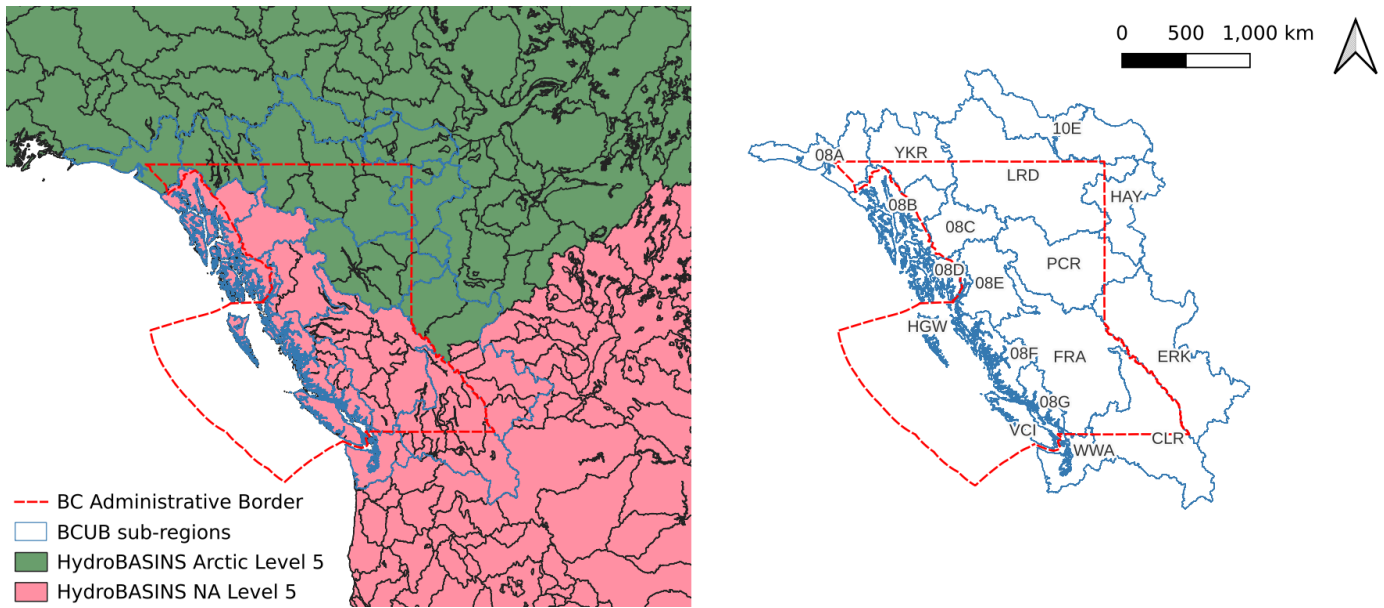 BC Administrative Border
BCUB sub-regions
HydroBASINS Arctic Level 5
HydroBASINS NA Level 5
0 500 1,000 km
10E
08A
YKR
LRD
HAY
08B
08C
PCR
08D
08E
HGW
08F
FRA
ERK
08G
VCI
CLR
WWA